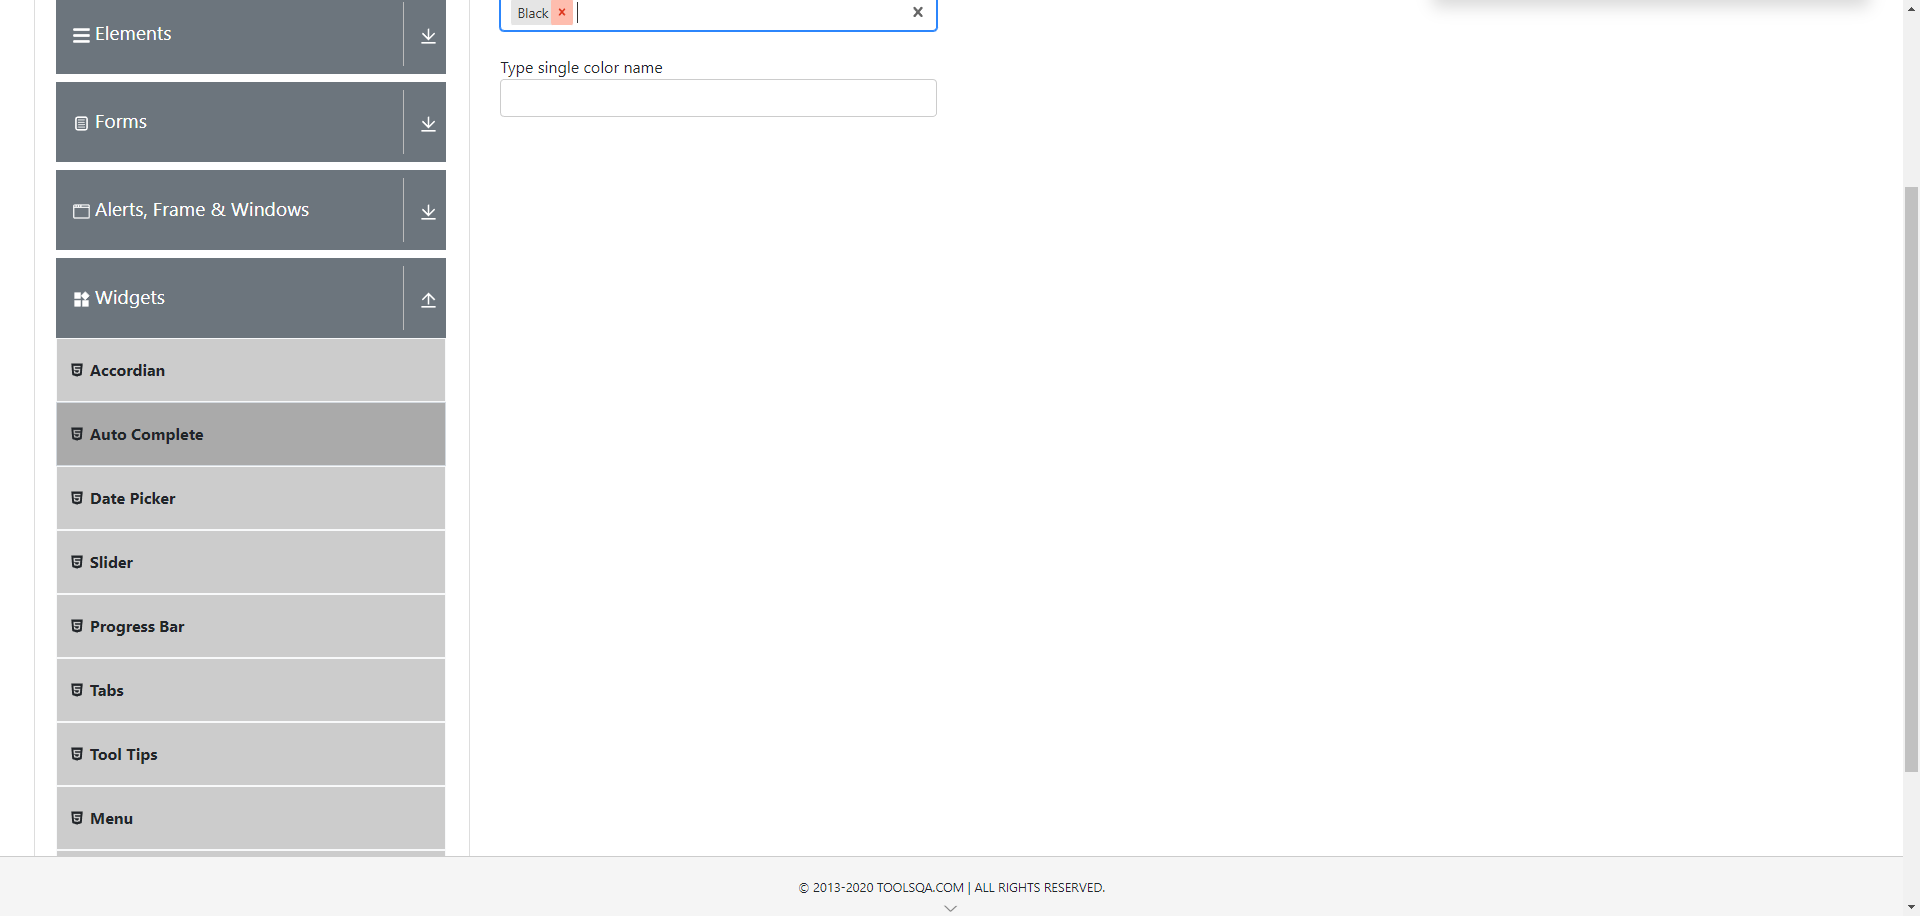 Elements
Forms
Alerts, Frame & Windows
Widgets
Accordian
Auto Complete
Date Picker
Slider
Progress Bar
Tabs
Tool Tips
Menu
Black
Type single color name
© 2013-2020 TOOLSQA.COM | ALL RIGHTS RESERVED.